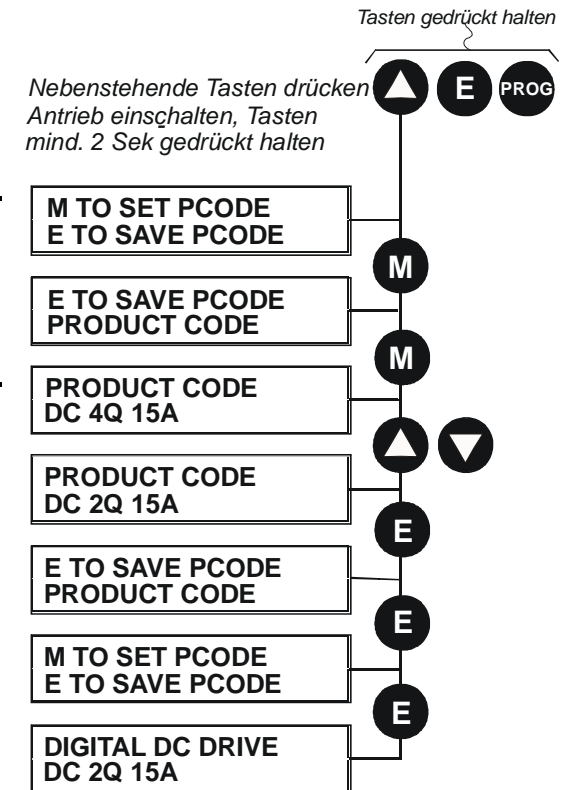 Tasten gedrückt halten
E PROG
Nebenstehende Tasten drücken
Antrieb einschalten, Tasten
mind. 2 Sek gedrückt halten
M TO SET PCODE
E TO SAVE PCODE
M
E TO SAVE PCODE
PRODUCT CODE
M
PRODUCT CODE
DC 4Q 15A
PRODUCT CODE
DC 2Q 15A
E
E TO SAVE PCODE
PRODUCT CODE
E
M TO SET PCODE
E TO SAVE PCODE
E
DIGITAL DC DRIVE
DC 2Q 15A